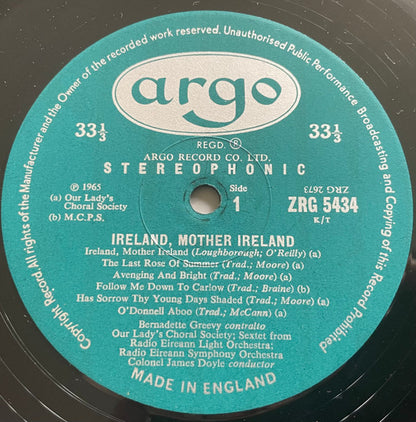 Copyright Record All rights of the Manufacturer and the Owner of the recorded work reserved. Unauthorised Public Performance Broadcasting and Copying of this Record Prohibited
argo
33⅓ 33⅓
REGD. ®
ARGO RECORD CO. LTD.
STEREOPHONIC
℗ 1965
(a) Our Lady's
Choral Society
(b) M.C.P.S.
Side
1
ZRG 2673
ZRG 5434
K/T
IRELAND, MOTHER IRELAND
Ireland, Mother Ireland (Loughborough; O'Reilly) (a)
The Last Rose Of Summer (Trad.; Moore) (a)
Avenging And Bright (Trad.; Moore) (a)
Follow Me Down To Carlow (Trad.; Braine) (b)
Has Sorrow Thy Young Days Shaded (Trad.; Moore) (a)
O'Donnell Aboo (Trad.; McCann) (a)
Bernadette Greevy contralto
Our Lady's Choral Society; Sextet from
Radio Eireann Light Orchestra;
Radio Eireann Symphony Orchestra
Colonel James Doyle conductor
MADE IN ENGLAND